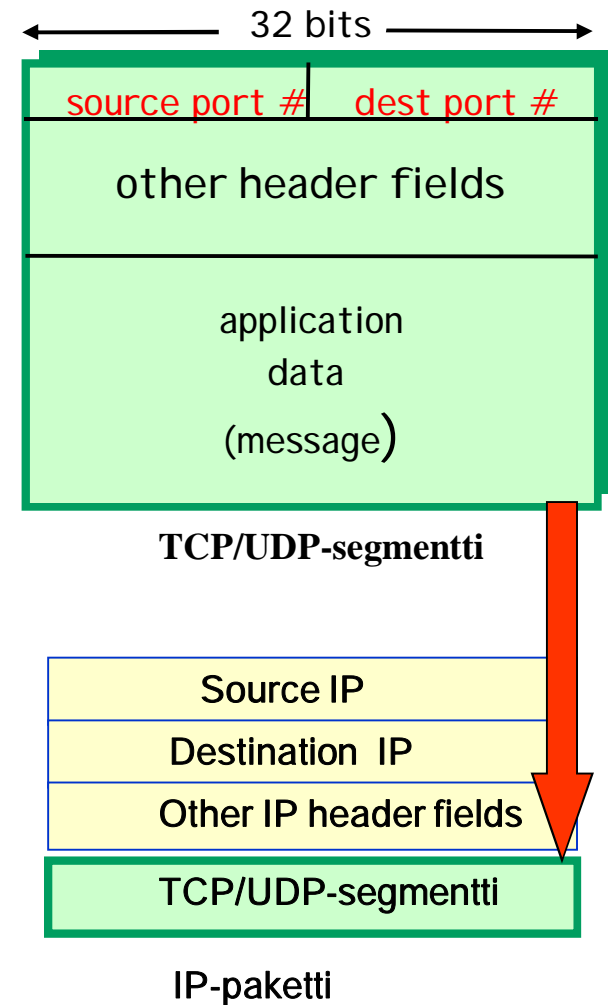 32 bits
source port # dest port #
other header fields
application
data
(message)
TCP/UDP-segmentti
Source IP
Destination IP
Other IP header fields
TCP/UDP-segmentti
IP-paketti